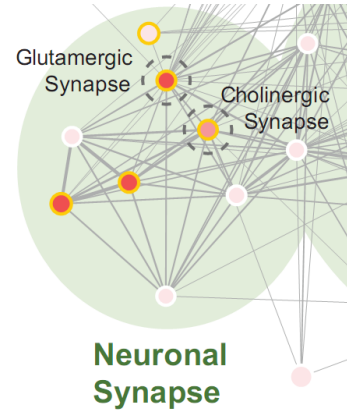 Glutamergic
Synapse
Cholinergic
Synapse
Neuronal
Synapse